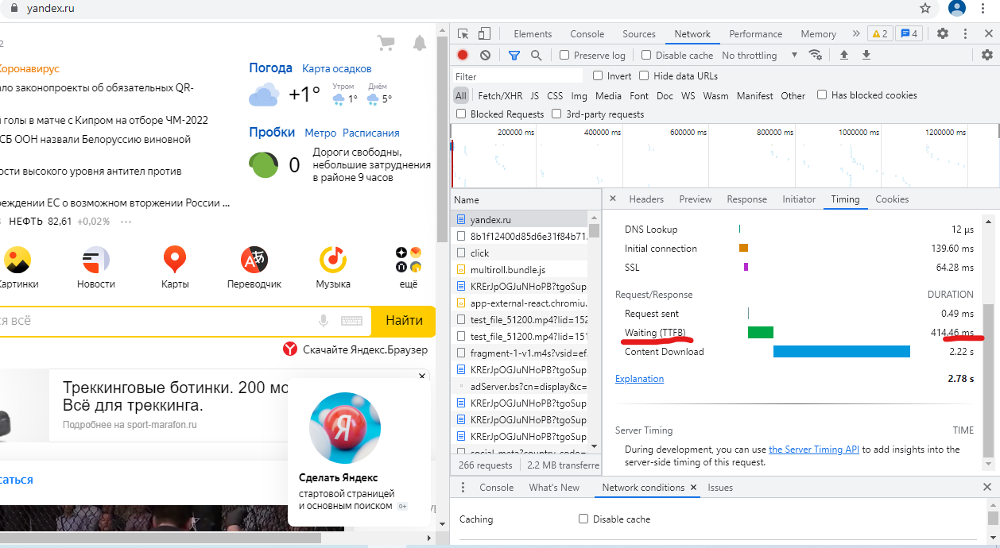 yandex.ru
2
Коронавирус
ало законопроекты об обязательных QR-
голы в матче с Кипром на отборе ЧМ-2022
СБ ООН назвали Белоруссию виновной
ости высокого уровня антител против
реждении ЕС о возможном вторжении России ...
НЕФТЬ 82,61 +0,02% ···
Погода Карта осадков
+1° Утром 1° Днём 5°
Пробки Метро Расписания
0 Дороги свободны,
небольшие затруднения
в районе 9 часов
Картинки Новости Карты Переводчик Музыка ещё
ся всё Найти
Скачайте Яндекс.Браузер
Треккинговые ботинки. 200 мо
Всё для треккинга.
Подробнее на sport-marafon.ru
Я
Сделать Яндекс
стартовой страницей
и основным поиском 0+
саться
Elements Console Sources Network Performance Memory » 2 4
Preserve log Disable cache No throttling
Filter Invert Hide data URLs
All Fetch/XHR JS CSS Img Media Font Doc WS Wasm Manifest Other Has blocked cookies
Blocked Requests 3rd-party requests
200000 ms 400000 ms 600000 ms 800000 ms 1000000 ms 1200000 ms
Name
yandex.ru
8b1f12400d85d6e31f84b71.
click
multiroll.bundle.js
KRErJpOGJuNHoPB?tgoSup.
app-external-react.chromiu.
test_file_51200.mp4?lid=152
test_file_51200.mp4?lid=151
fragment-1-v1.m4s?vsid=ef.
KRErJpOGJuNHoPB?tgoSup.
adServer.bs?cn=display&c=
KRErJpOGJuNHoPB?tgoSup.
KRErJpOGJuNHoPB?tgoSup.
KRErJpOGJuNHoPB?tgoSup.
social-meta?country_code=
266 requests 2.2 MB transferre
× Headers Preview Response Initiator Timing Cookies
DNS Lookup 12 μs
Initial connection 139.60 ms
SSL 64.28 ms
Request/Response DURATION
Request sent 0.49 ms
Waiting (TTFB) 414.46 ms
Content Download 2.22 s
Explanation 2.78 s
Server Timing TIME
During development, you can use the Server Timing API to add insights into the
server-side timing of this request.
Console What's New Network conditions × Issues
Caching Disable cache